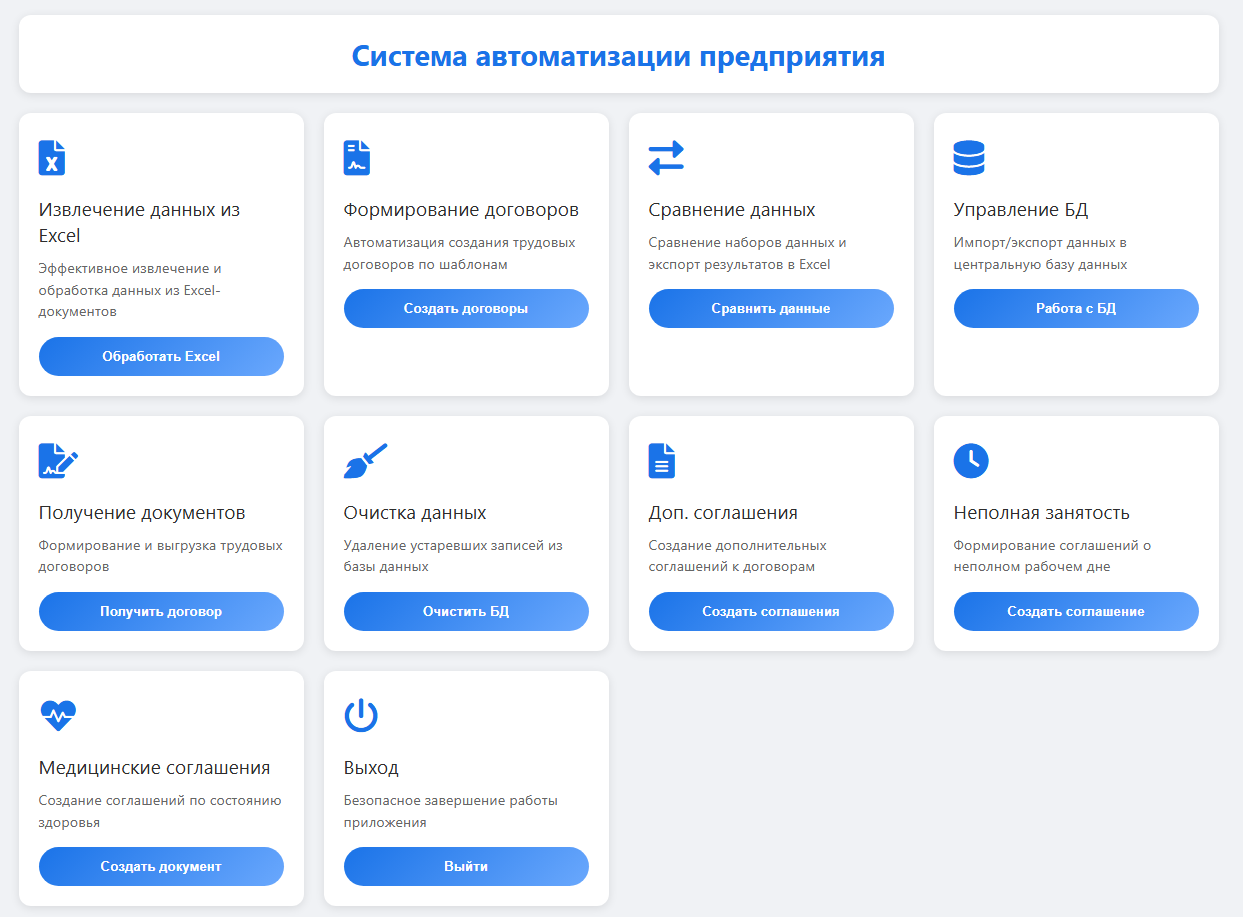 Система автоматизации предприятия
Извлечение данных из
Excel
Эффективное извлечение и
обработка данных из Excel-
документов
Обработать Excel
Формирование договоров
Автоматизация создания трудовых
договоров по шаблонам
Создать договоры
Сравнение данных
Сравнение наборов данных и
экспорт результатов в Excel
Сравнить данные
Управление БД
Импорт/экспорт данных в
центральную базу данных
Работа с БД
Получение документов
Формирование и выгрузка трудовых
договоров
Получить договор
Очистка данных
Удаление устаревших записей из
базы данных
Очистить БД
Доп. соглашения
Создание дополнительных
соглашений к договорам
Создать соглашения
Неполная занятость
Формирование соглашений о
неполном рабочем дне
Создать соглашение
Медицинские соглашения
Создание соглашений по состоянию
здоровья
Создать документ
Выход
Безопасное завершение работы
приложения
Выйти